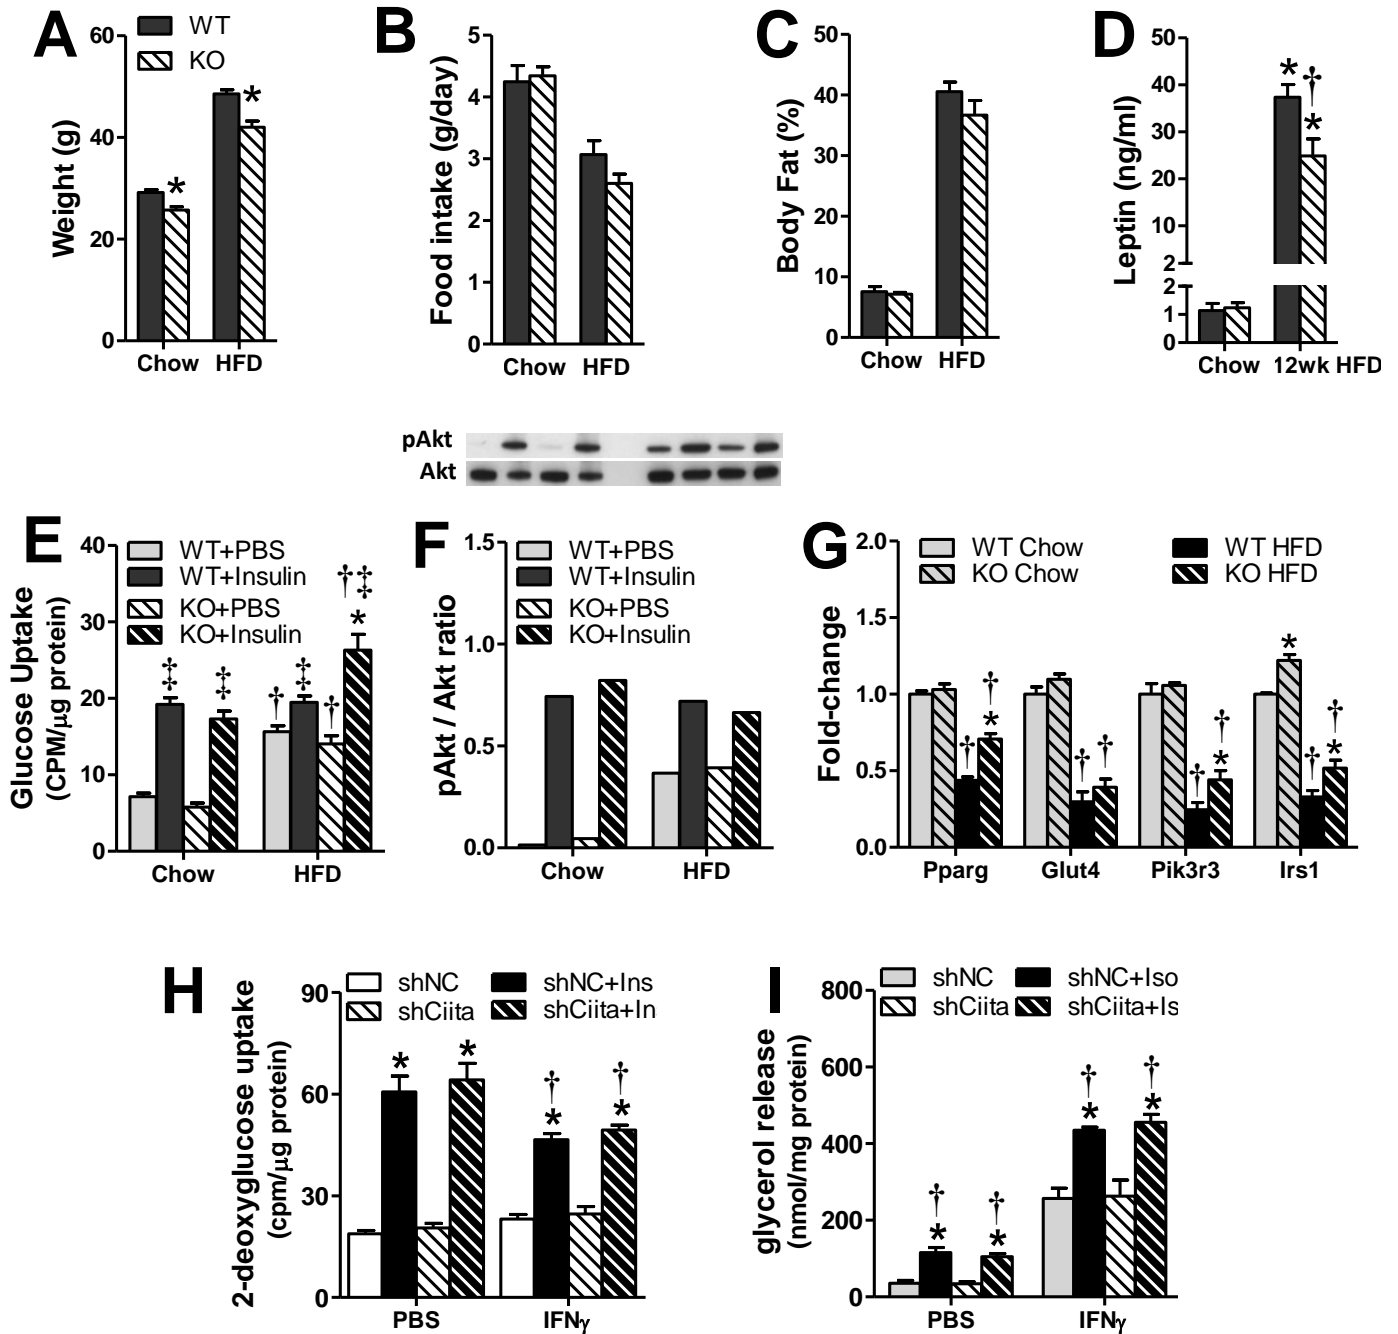 A
WT
KO
Weight (g)
60
40
20
0
*
*
Chow HFD
B
Food intake (g/day)
5
4
3
2
1
0
Chow HFD
C
Body Fat (%)
50
40
30
20
10
0
Chow HFD
D
Leptin (ng/ml)
50
40
30
20
10
2
2
1
0
* †
*
Chow 12wk HFD
pAkt
Akt
E
Glucose Uptake
(CPM/µg protein)
40
30
20
10
0
WT+PBS
WT+Insulin
KO+PBS
KO+Insulin
‡ ‡ † ‡ † †‡
*
Chow HFD
F
pAkt / Akt ratio
1.5
1.0
0.5
0.0
WT+PBS
WT+Insulin
KO+PBS
KO+Insulin
Chow HFD
G
Fold-change
2.0
1.5
1.0
0.5
0.0
WT Chow WT HFD
KO Chow KO HFD
† †
* † † † †
* * † †
*
Pparg Glut4 Pik3r3 Irs1
H
2-deoxyglucose uptake
(cpm/µg protein)
90
60
30
0
shNC shNC+Ins
shCiita shCiita+In
* * † †
* *
PBS IFNγ
I
glycerol release
(nmol/mg protein)
800
600
400
200
0
shNC shNC+Iso
shCiita shCiita+Is
† † † †
* * * *
PBS IFNγ